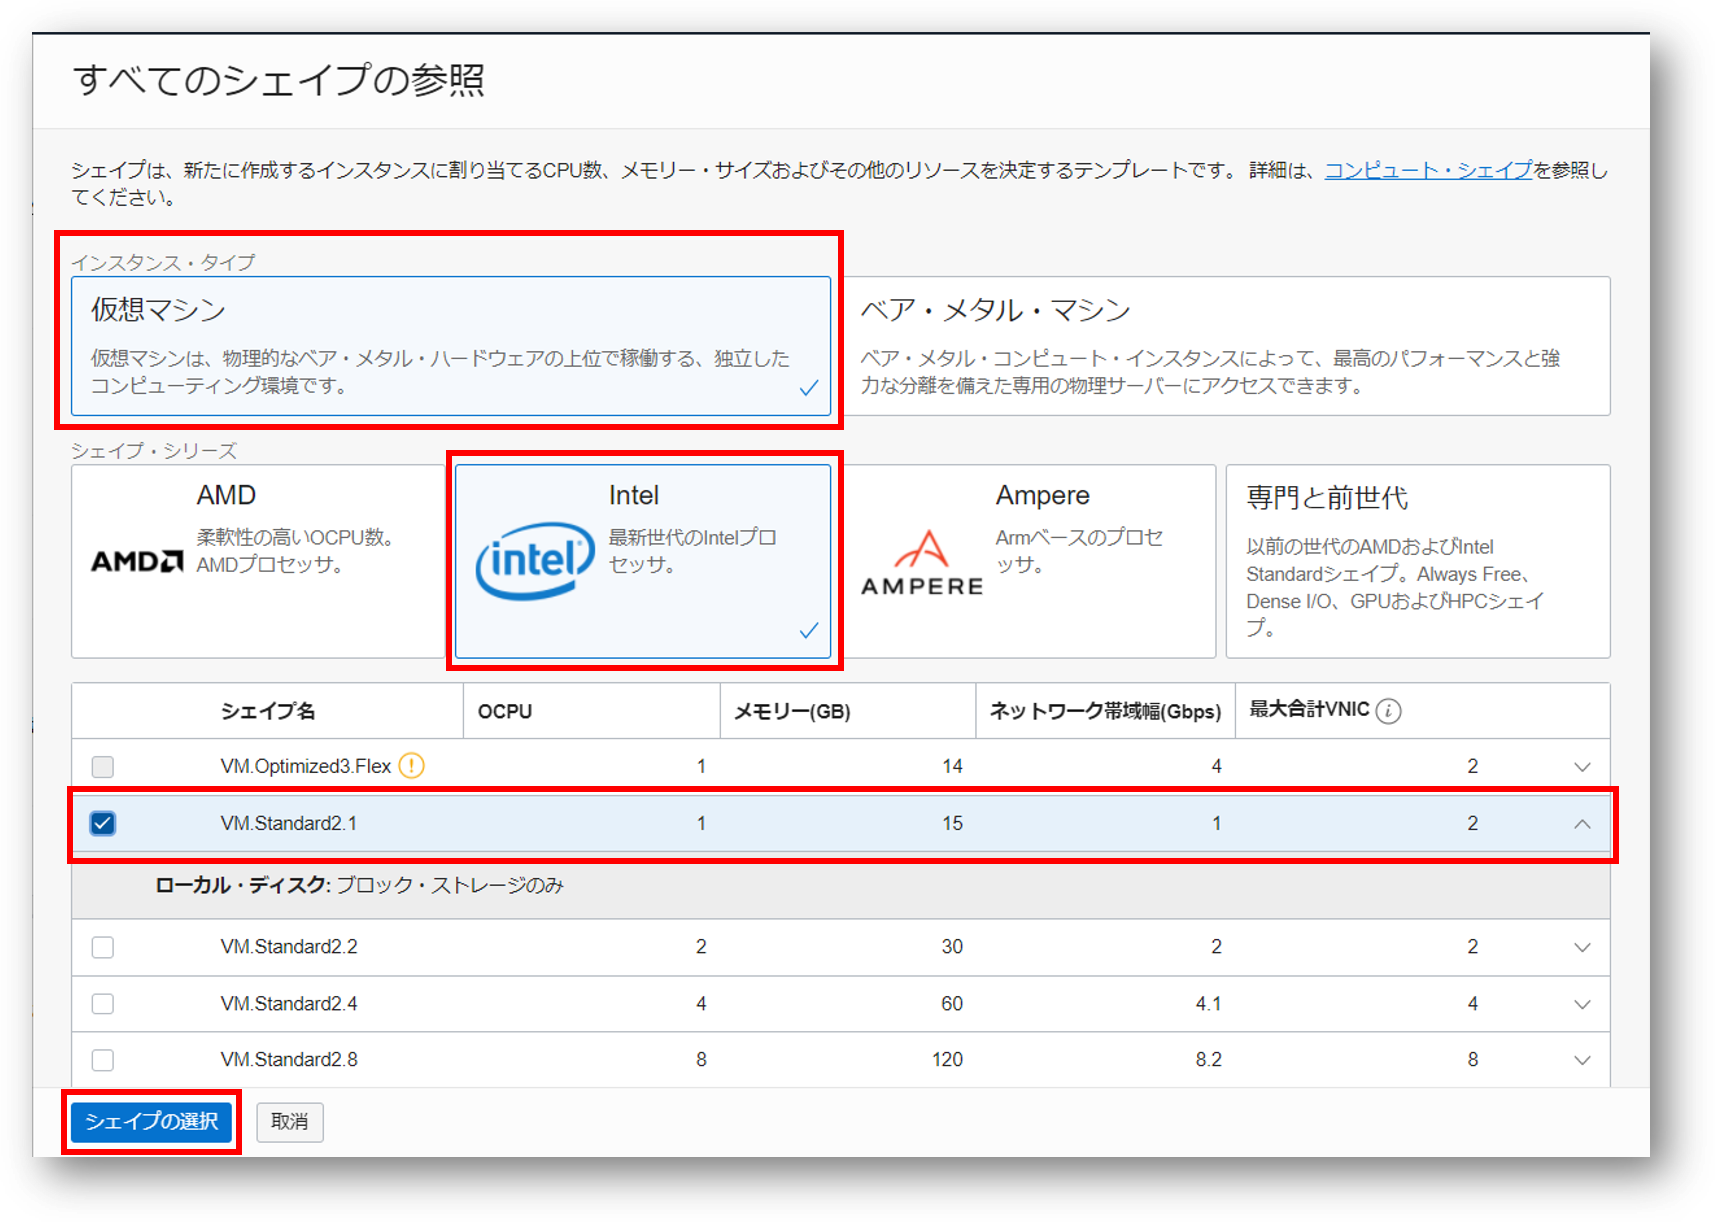 すべてのシェイプの参照
シェイプは、新たに作成するインスタンスに割り当てるCPU数、メモリー・サイズおよびその他のリソースを決定するテンプレートです。 詳細は、コンピュート・シェイプを参照し
てください。
インスタンス・タイプ
仮想マシン
仮想マシンは、物理的なベア・メタル・ハードウェアの上位で稼働する、独立した
コンピューティング環境です。
ベア・メタル・マシン
ベア・メタル・コンピュート・インスタンスによって、最高のパフォーマンスと強
力な分離を備えた専用の物理サーバーにアクセスできます。
シェイプ・シリーズ
AMD
AMD
柔軟性の高いOCPU数。
AMDプロセッサ。
intel
Intel
最新世代のIntelプロ
セッサ。
AMPERE
Ampere
Armベースのプロセ
ッサ。
専門と前世代
以前の世代のAMDおよびIntel
Standardシェイプ。Always Free、
Dense I/O、GPUおよびHPCシェイ
プ。
シェイプ名 OCPU メモリー(GB) ネットワーク帯域幅(Gbps) 最大合計VNIC
VM.Optimized3.Flex 1 14 4 2
VM.Standard2.1 1 15 1 2
ローカル・ディスク: ブロック・ストレージのみ
VM.Standard2.2 2 30 2 2
VM.Standard2.4 4 60 4.1 4
VM.Standard2.8 8 120 8.2 8
シェイプの選択 取消